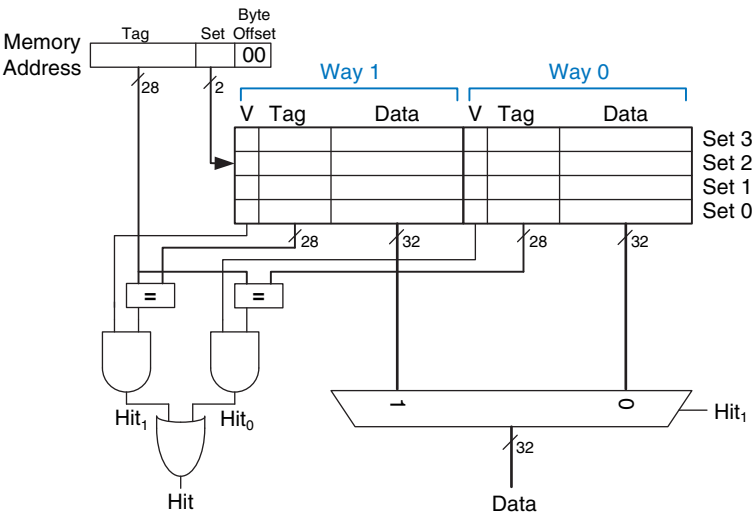 Byte
Tag Set Offset
Memory
Address
00
28 2
Way 1 Way 0
V Tag Data V Tag Data
Set 3
Set 2
Set 1
Set 0
28 32 28 32
= =
1 0
Hit1 Hit0 Hit1
32
Hit Data